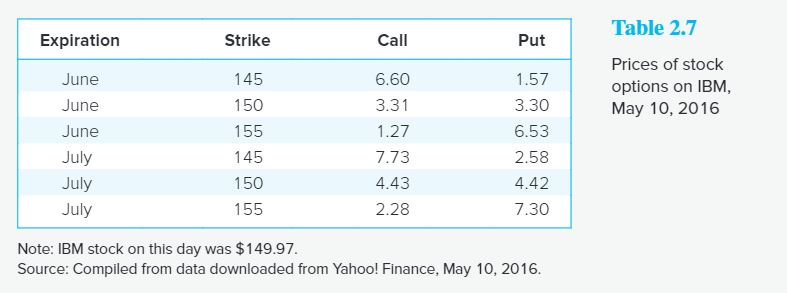 Expiration Strike Call Put
June 145 6.60 1.57
June 150 3.31 3.30
June 155 1.27 6.53
July 145 7.73 2.58
July 150 4.43 4.42
July 155 2.28 7.30
Note: IBM stock on this day was $149.97.
Source: Compiled from data downloaded from Yahoo! Finance, May 10, 2016.
Table 2.7
Prices of stock
options on IBM,
May 10, 2016